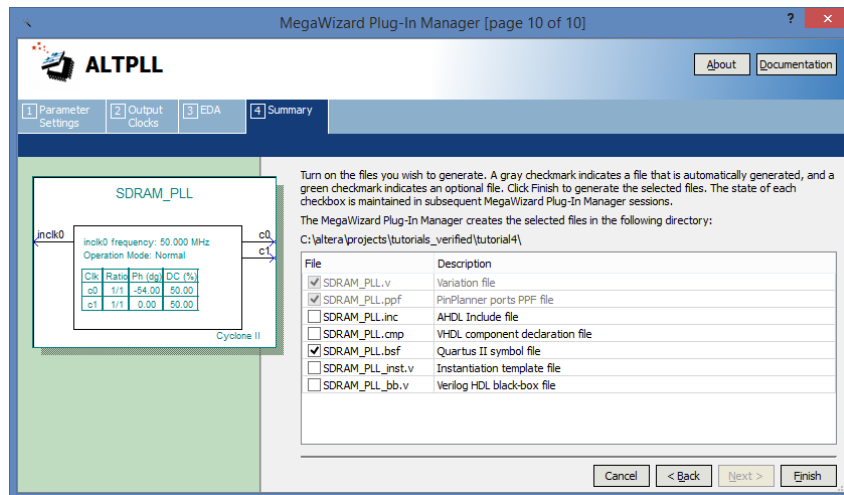 MegaWizard Plug-In Manager [page 10 of 10]
ALTPLL
About
Documentation
1 Parameter Settings
2 Output Clocks
3 EDA
4 Summary
SDRAM_PLL
inclk0
inclk0 frequency: 50.000 MHz
Operation Mode: Normal
Clk Ratio Ph (dg) DC (%)
c0 1/1 -54.00 50.00
c1 1/1 0.00 50.00
c0
c1
Cyclone II
Turn on the files you wish to generate. A gray checkmark indicates a file that is automatically generated, and a
green checkmark indicates an optional file. Click Finish to generate the selected files. The state of each
checkbox is maintained in subsequent MegaWizard Plug-In Manager sessions.
The MegaWizard Plug-In Manager creates the selected files in the following directory:
C:\altera\projects\tutorials_verified\tutorial4\
File Description
SDRAM_PLL.v Variation file
SDRAM_PLL.ppf PinPlanner ports PPF file
SDRAM_PLL.inc AHDL Include file
SDRAM_PLL.cmp VHDL component declaration file
SDRAM_PLL.bsf Quartus II symbol file
SDRAM_PLL_inst.v Instantiation template file
SDRAM_PLL_bb.v Verilog HDL black-box file
Cancel
< Back
Next >
Finish